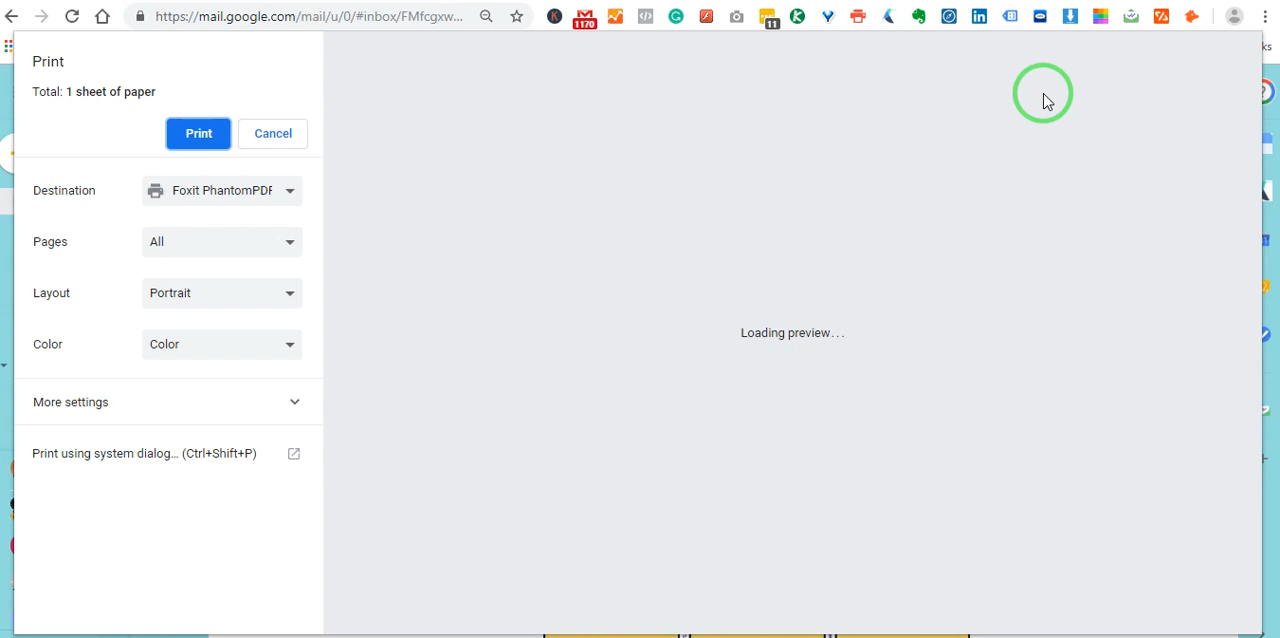 https://mail.google.com/mail/u/0/#inbox/FMfcgxw...
1170
11
Print
Total: 1 sheet of paper
Print Cancel
Destination Foxit PhantomPDF
Pages All
Layout Portrait
Color Color
More settings
Print using system dialog... (Ctrl+Shift+P)
Loading preview...